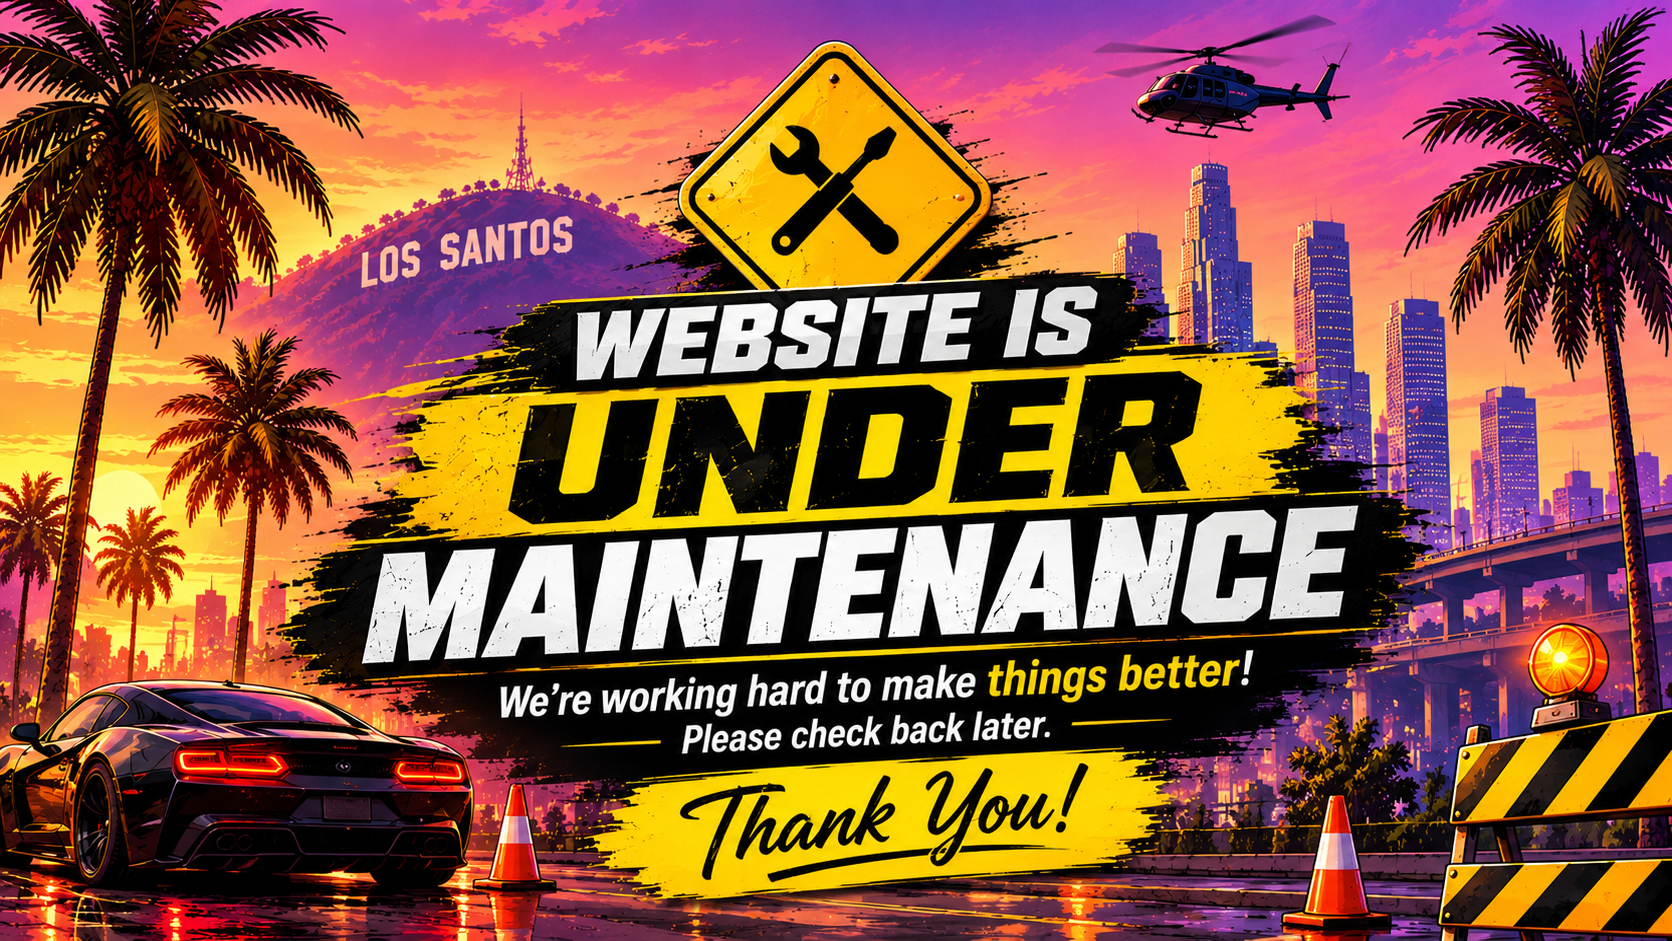 LOS SANTOS
WEBSITE IS
UNDER
MAINTENANCE
We're working hard to make things better!
Please check back later.
Thank You!